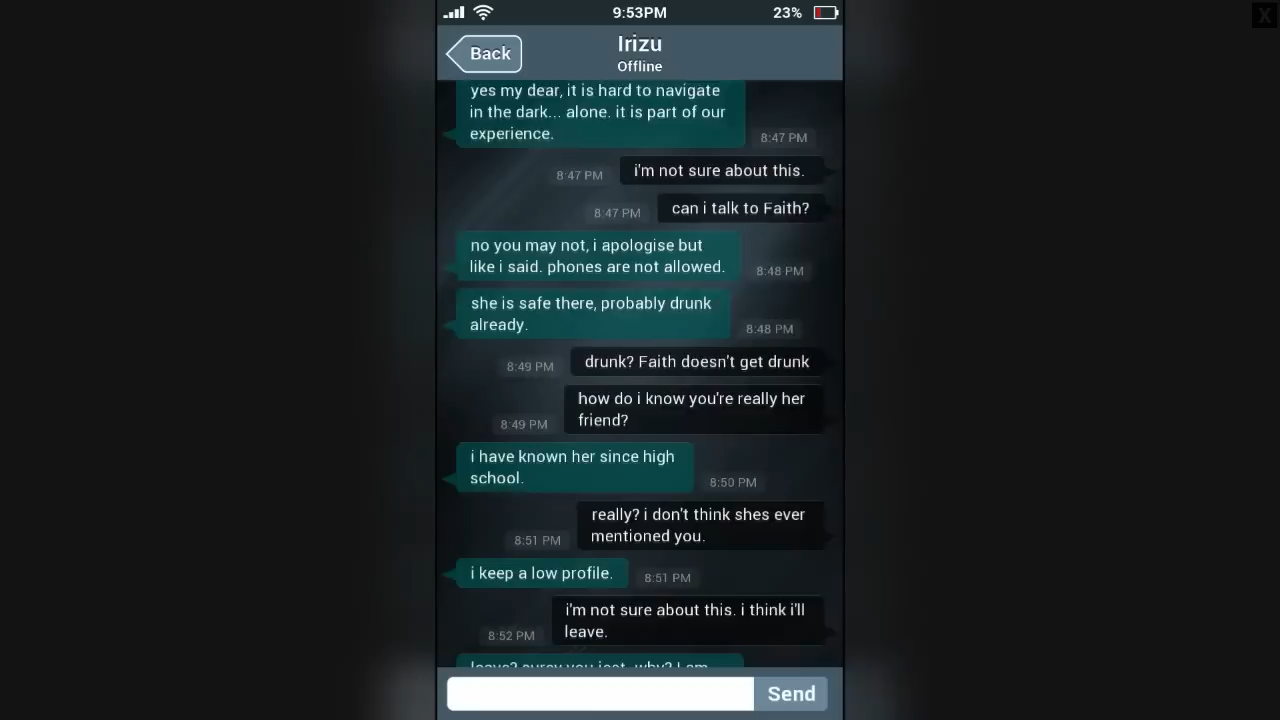 9:53PM
23%
X
Back
Irizu
Offline
yes my dear, it is hard to navigate
in the dark... alone. it is part of our
experience.
8:47 PM
i'm not sure about this.
8:47 PM
can i talk to Faith?
8:47 PM
no you may not, i apologise but
like i said. phones are not allowed.
8:48 PM
she is safe there, probably drunk
already.
8:48 PM
drunk? Faith doesn't get drunk
8:49 PM
how do i know you're really her
friend?
8:49 PM
i have known her since high
school.
8:50 PM
really? i don't think shes ever
mentioned you.
8:51 PM
i keep a low profile.
8:51 PM
i'm not sure about this. i think i'll
leave.
8:52 PM
leave? surey you jest. why? I am
Send